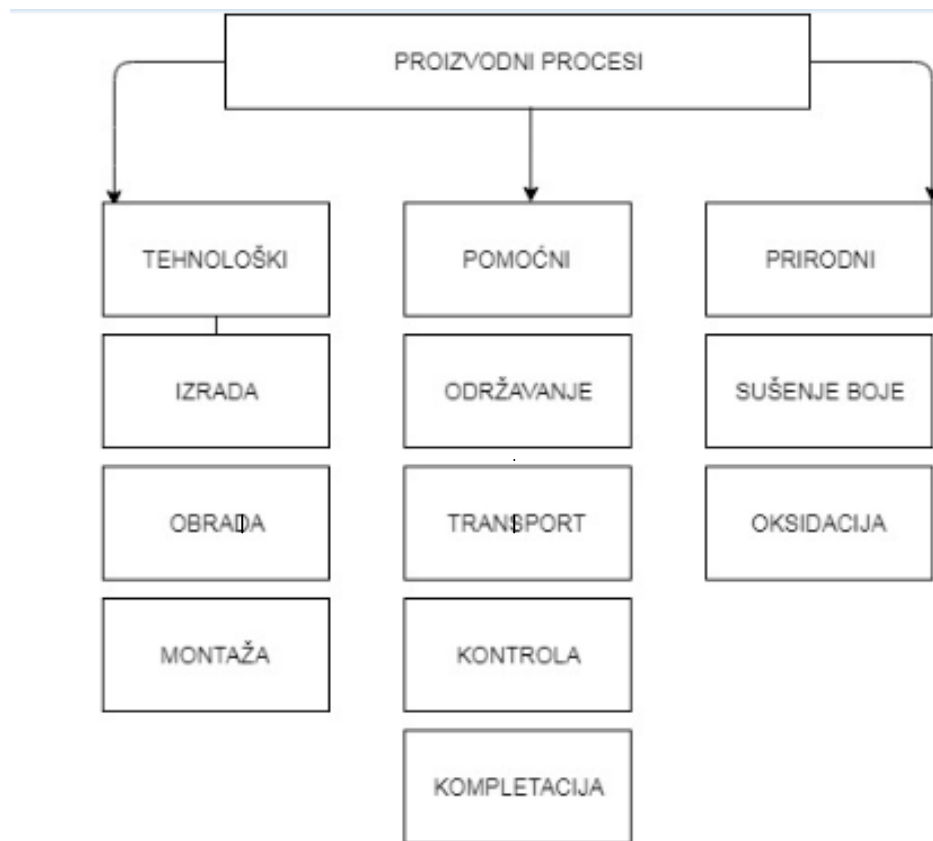 PROIZVODNI PROCESI
TEHNOLOŠKI
POMOĆNI
PRIRODNI
IZRADA
ODRŽAVANJE
SUŠENJE BOJE
OBRADA
TRANSPORT
OKSIDACIJA
MONTAŽA
KONTROLA
KOMPLETACIJA